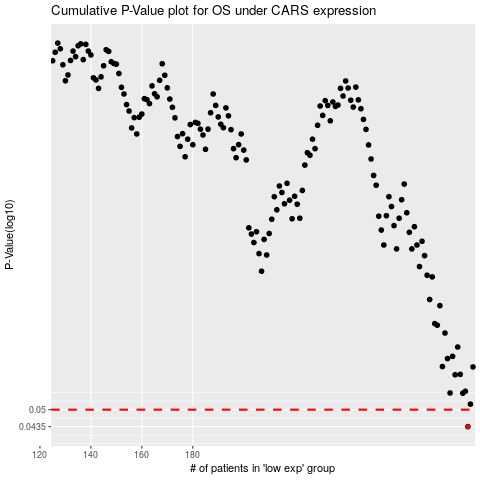 Cumulative P-Value plot for OS under CARS expression
P-Value(log10)
0.05
0.0435
120 140 160 180
# of patients in 'low exp' group